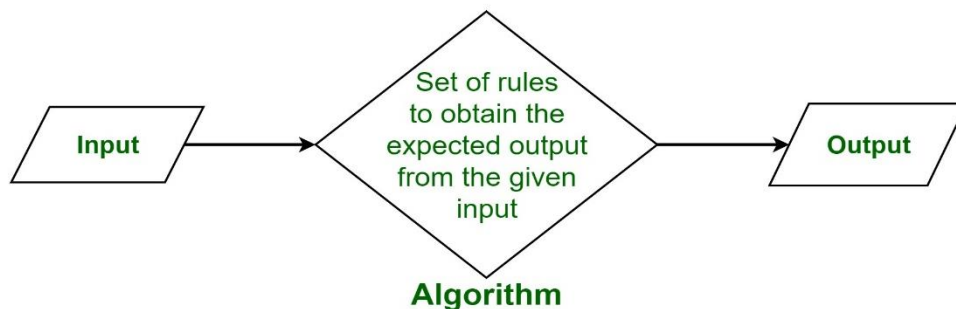 Input
Set of rules
to obtain the
expected output
from the given
input
Output
Algorithm